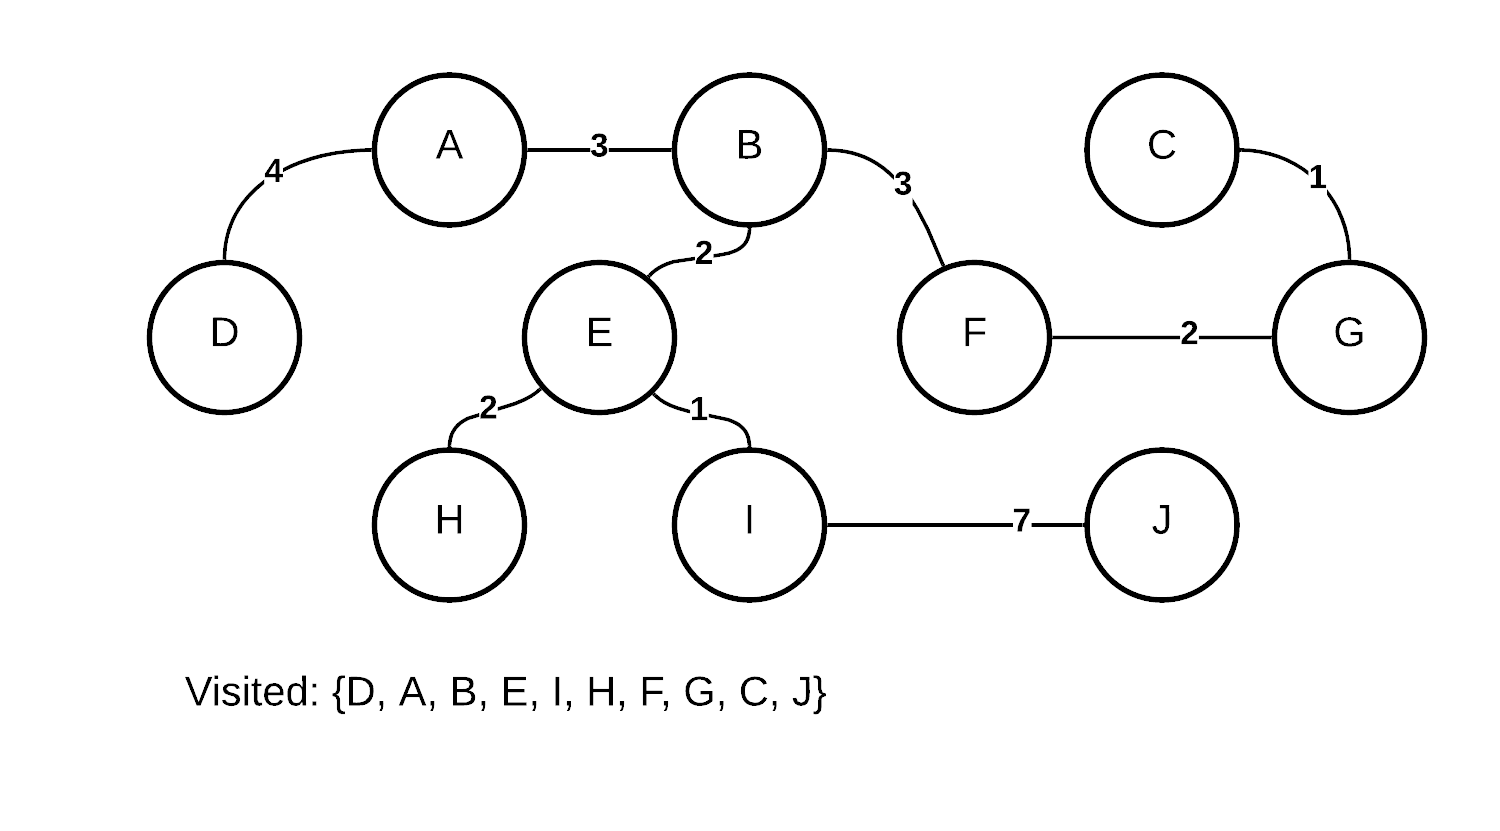 A 3 B C
4 3 1
2
D E F 2 G
2 1
H I 7 J
Visited: {D, A, B, E, I, H, F, G, C, J}